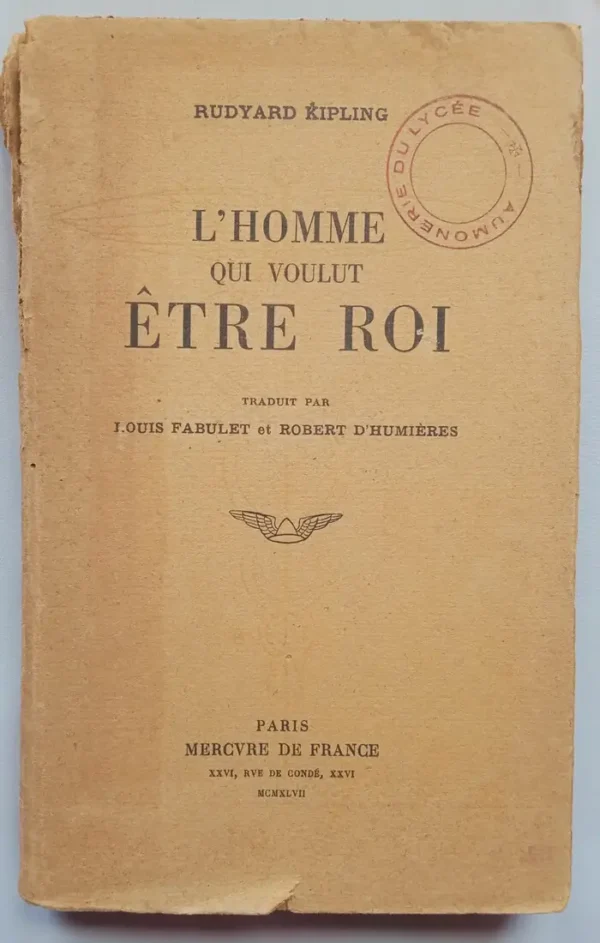 RUDYARD KIPLING
AUMONERIE DU LYCÉE
L'HOMME
QUI VOULUT
ÊTRE ROI
TRADUIT PAR
LOUIS FABULET et ROBERT D'HUMIÈRES
PARIS
MERCVRE DE FRANCE
XXVI, RVE DE CONDÉ, XXVI
MCMXLVII